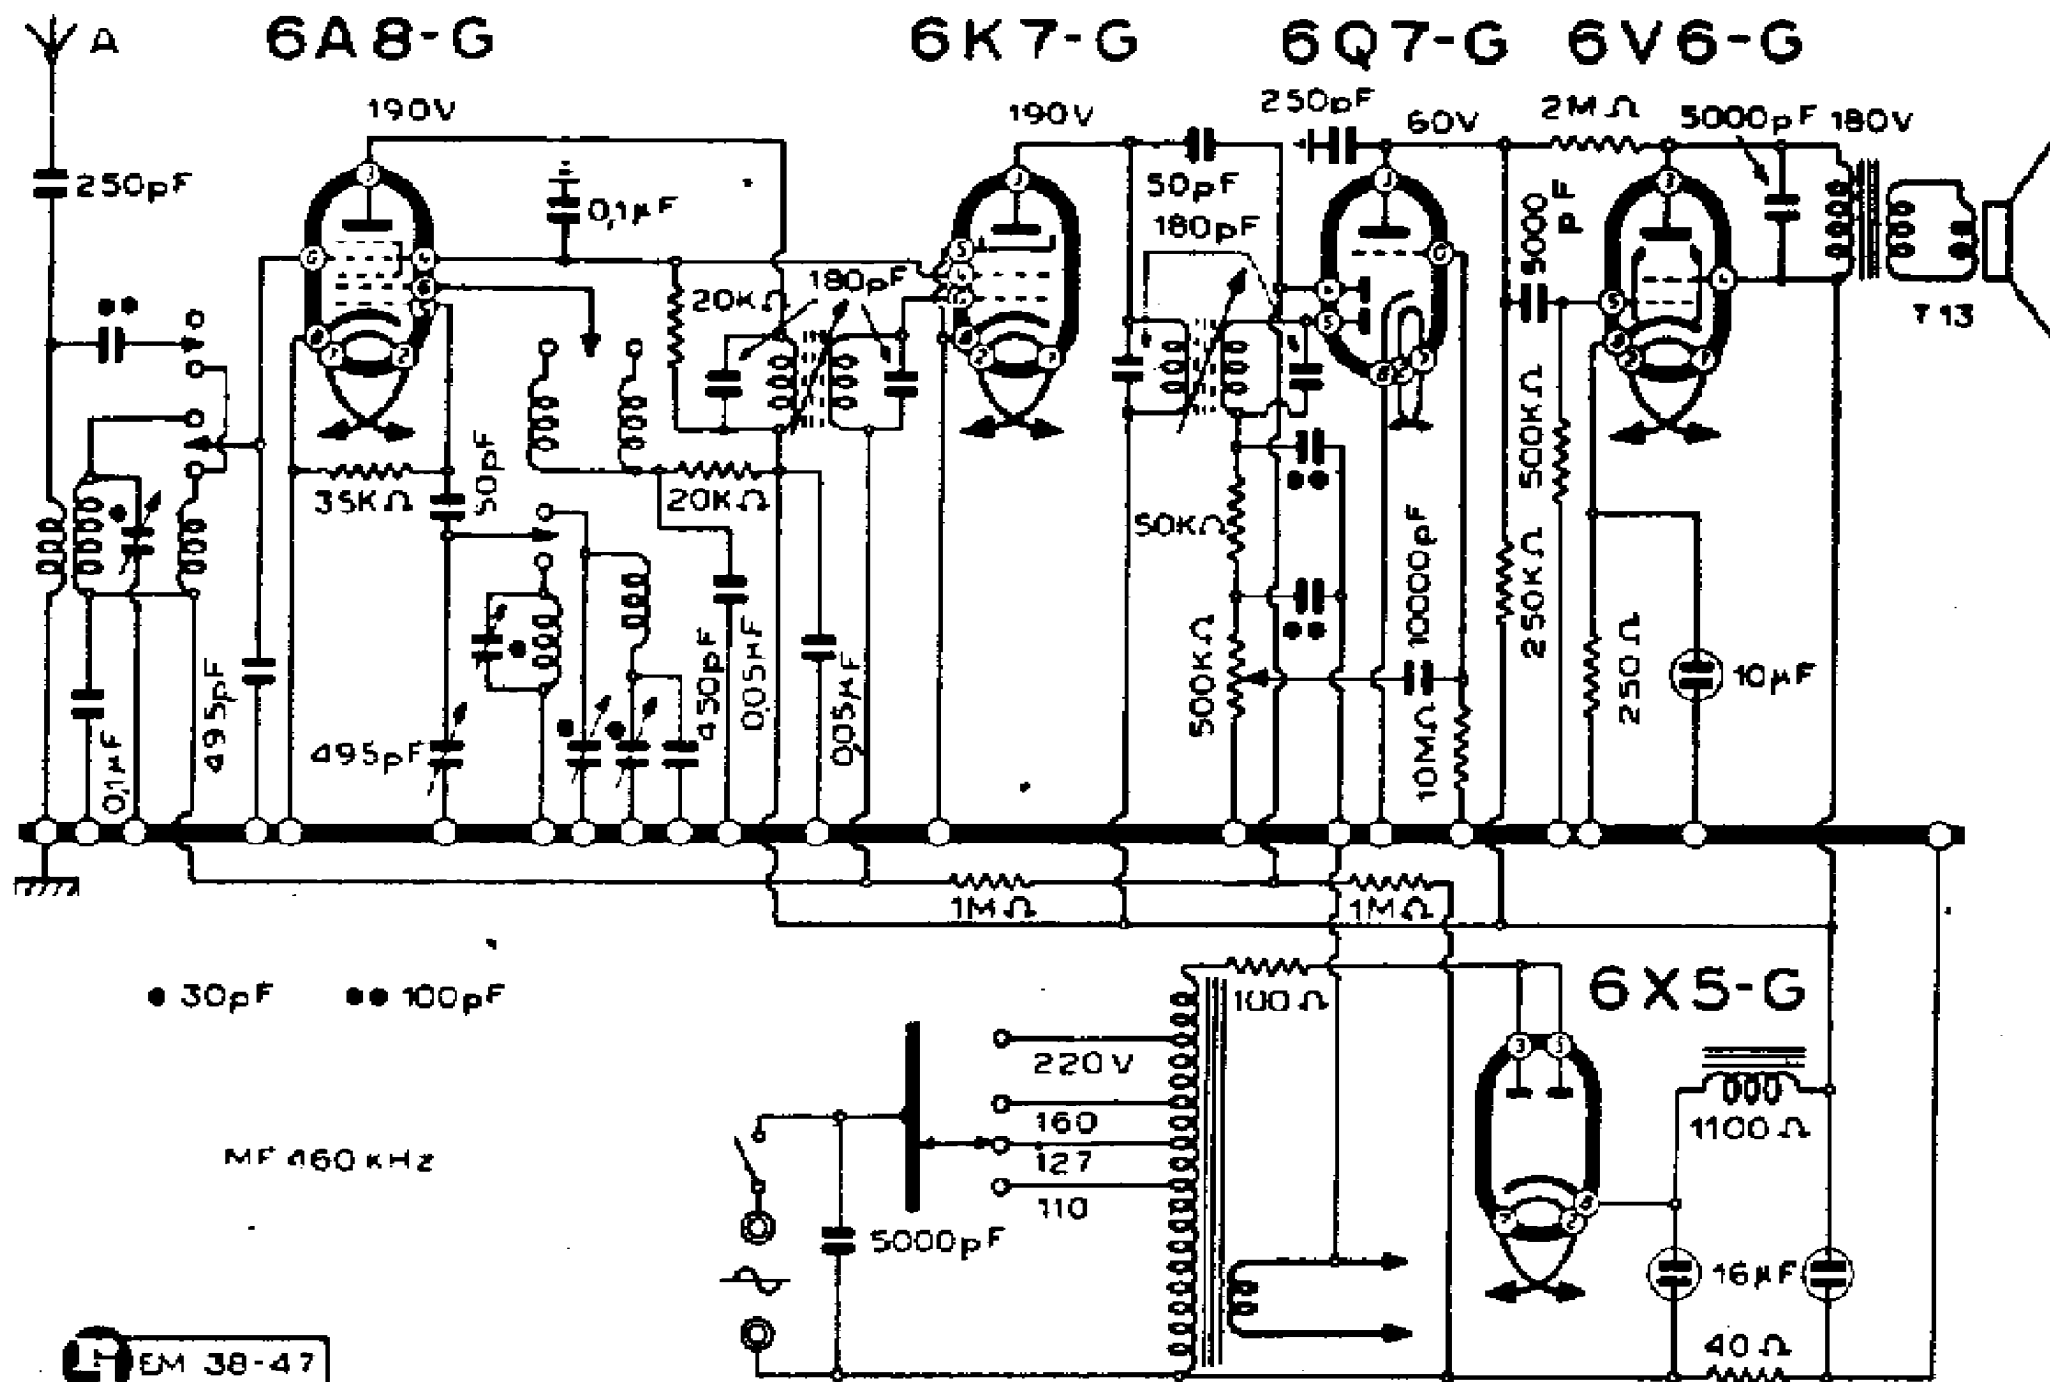 A
6A8-G
6K7-G
6Q7-G
6V6-G
190V
190V
250pF
60V
2MΩ
5000pF
180V
250pF
0,1µF
50pF
180pF
5000
pF
20KΩ
180pF
T13
35KΩ
50pF
20KΩ
50KΩ
500KΩ
10000pF
250KΩ
495pF
0,1µF
495pF
450pF
0,05µF
0,05µF
500KΩ
10MΩ
250Ω
10µF
1MΩ
1MΩ
• 30pF
•• 100pF
100Ω
6X5-G
220V
160
127
110
1100Ω
MF 460 KHz
5000pF
16µF
40Ω
EM 38-47